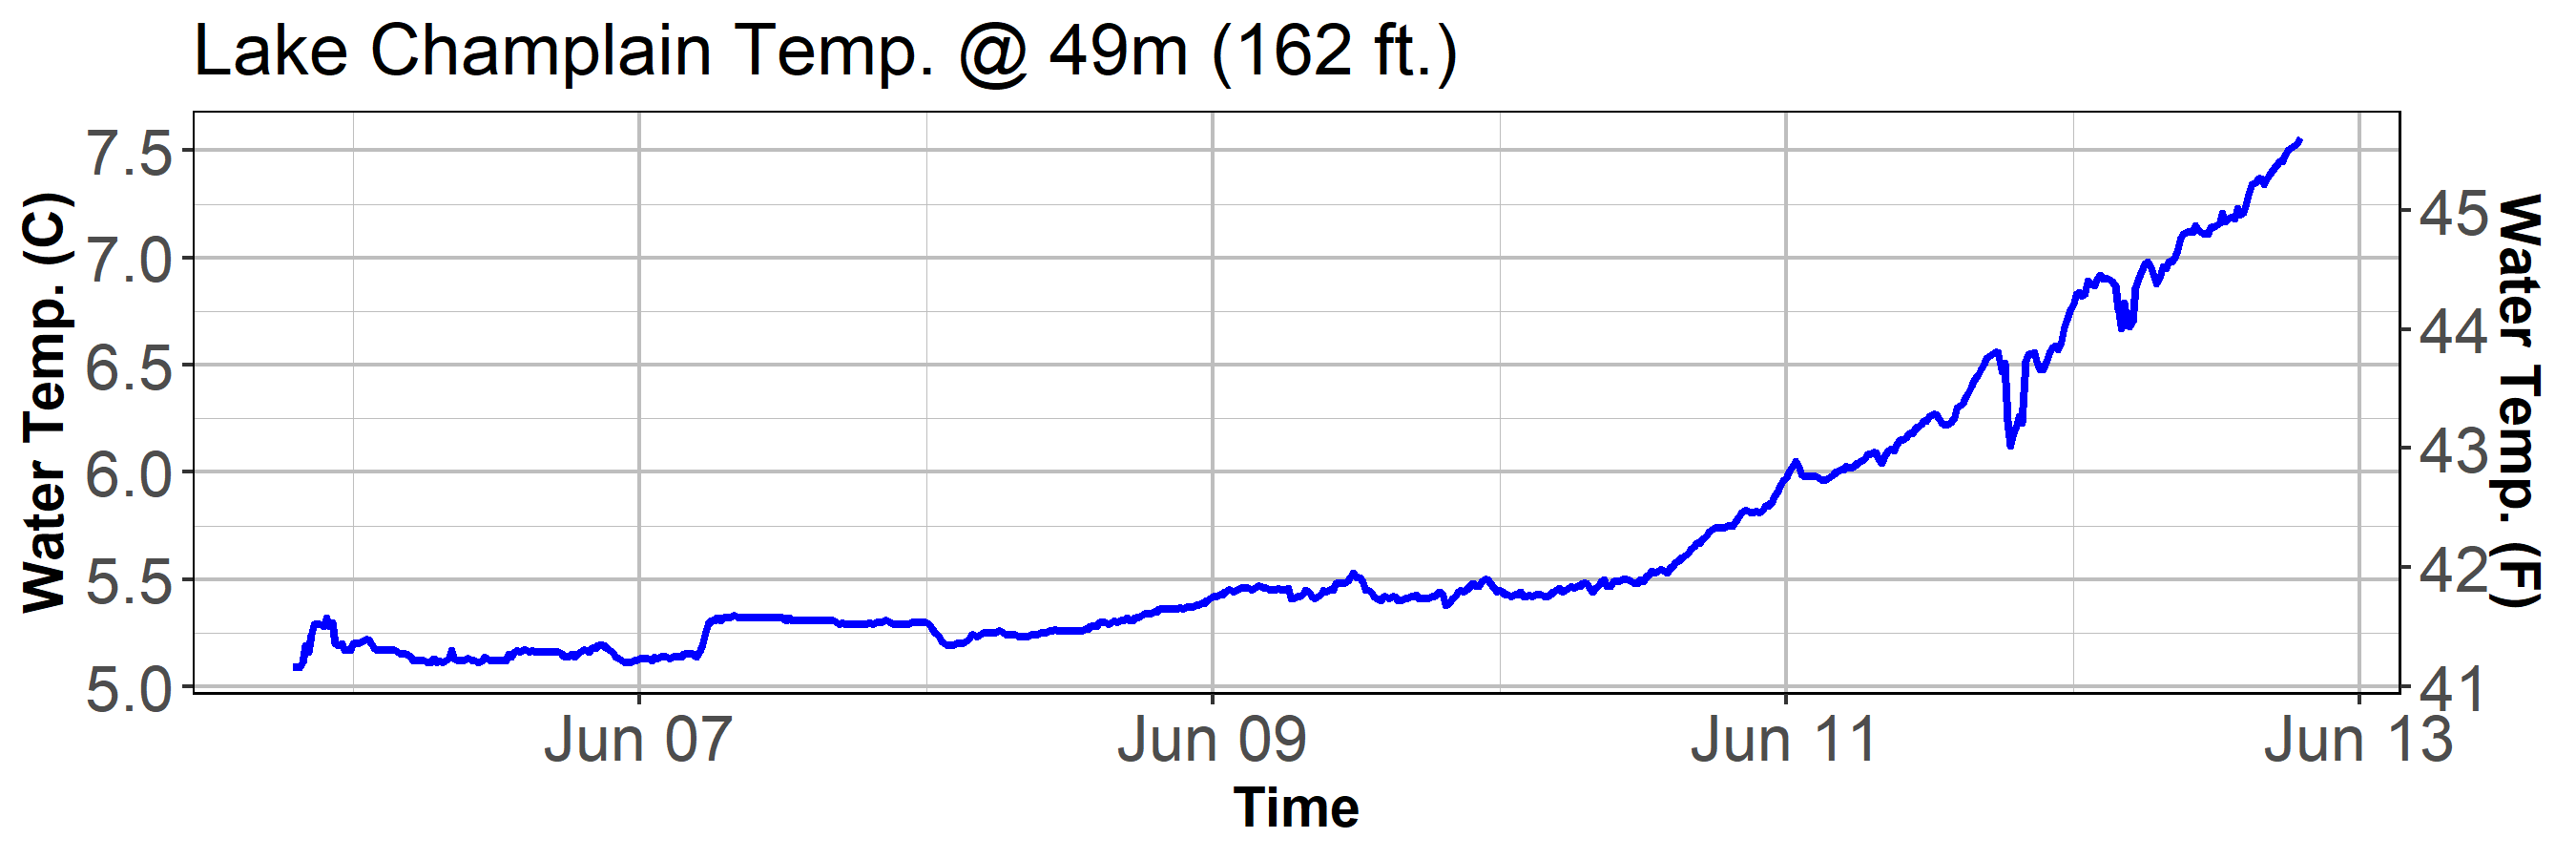 Lake Champlain Temp. @ 49m (162 ft.)
Water Temp. (C)
7.5
7.0
6.5
6.0
5.5
5.0
45
44
43
42
41
Water Temp. (F)
Jun 07 Jun 09 Jun 11 Jun 13
Time